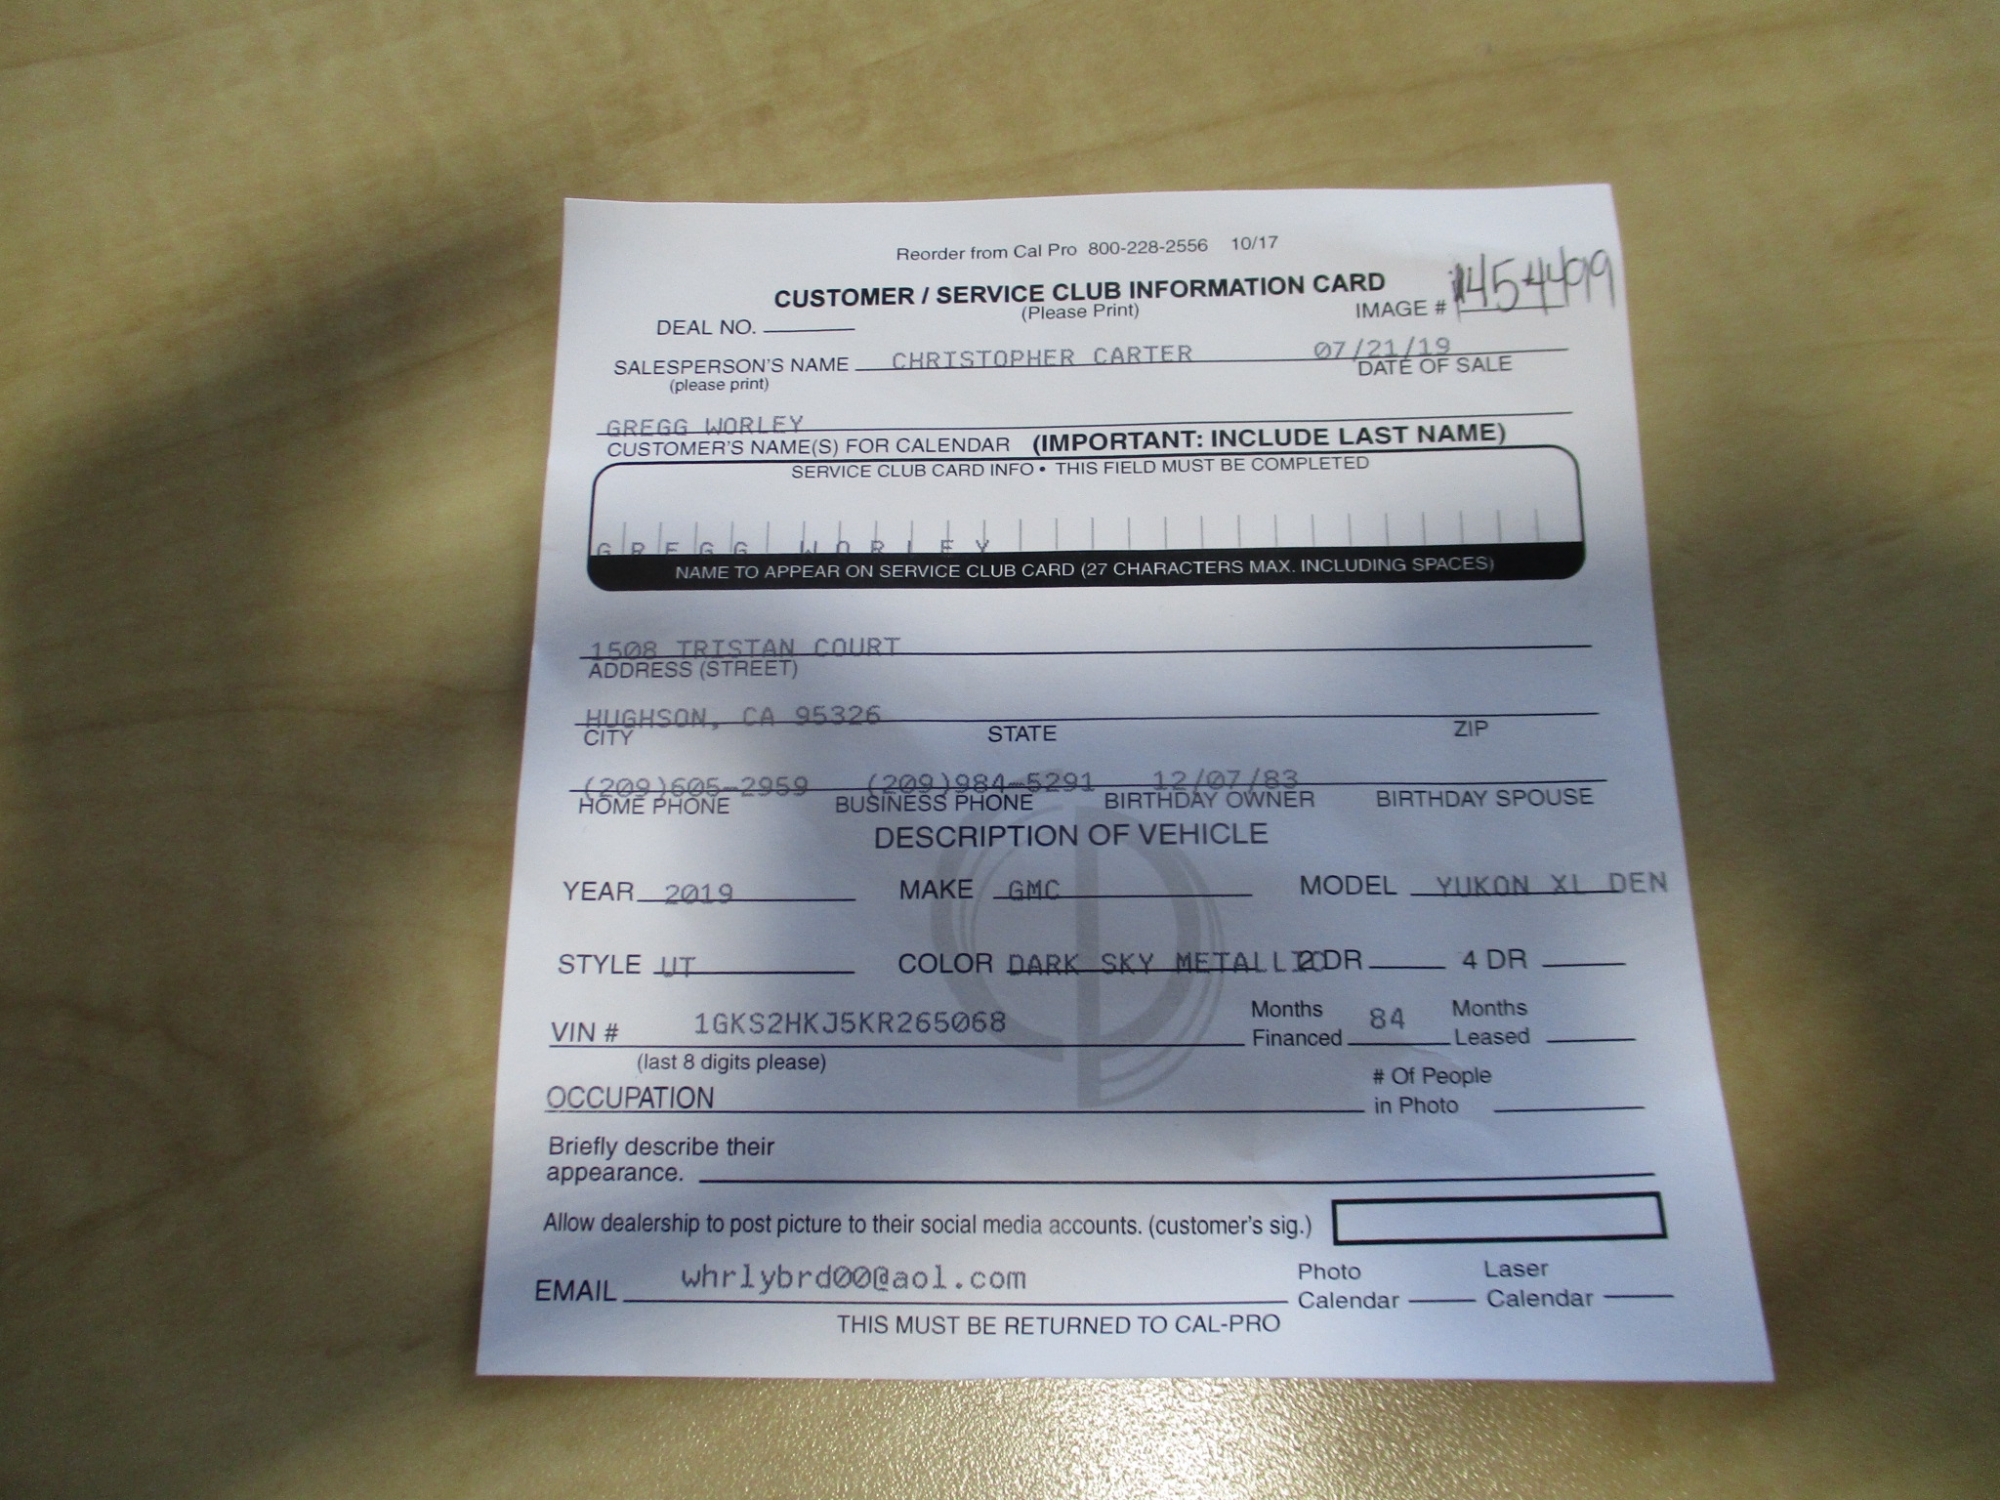 Reorder from Cal Pro 800-228-2556 10/17
CUSTOMER / SERVICE CLUB INFORMATION CARD
(Please Print)
IMAGE # 1454499
DEAL NO.
SALESPERSON'S NAME CHRISTOPHER CARTER 07/21/19
(please print) DATE OF SALE
GREGG WORLEY
CUSTOMER'S NAME(S) FOR CALENDAR (IMPORTANT: INCLUDE LAST NAME)
SERVICE CLUB CARD INFO • THIS FIELD MUST BE COMPLETED
GREGG WORLEY
NAME TO APPEAR ON SERVICE CLUB CARD (27 CHARACTERS MAX. INCLUDING SPACES)
1508 TRISTAN COURT
ADDRESS (STREET)
HUGHSON, CA 95326
CITY STATE ZIP
(209)605-2959 (209)984-5291 12/07/83
HOME PHONE BUSINESS PHONE BIRTHDAY OWNER BIRTHDAY SPOUSE
DESCRIPTION OF VEHICLE
YEAR 2019 MAKE GMC MODEL YUKON XL DEN
STYLE UT COLOR DARK SKY METALLIC 2 DR 4 DR
VIN # 1GKS2HKJ5KR265068 Months Financed 84 Months Leased
(last 8 digits please)
OCCUPATION # Of People in Photo
Briefly describe their
appearance.
Allow dealership to post picture to their social media accounts. (customer's sig.)
EMAIL whrlybrd00@aol.com Photo Calendar Laser Calendar
THIS MUST BE RETURNED TO CAL-PRO